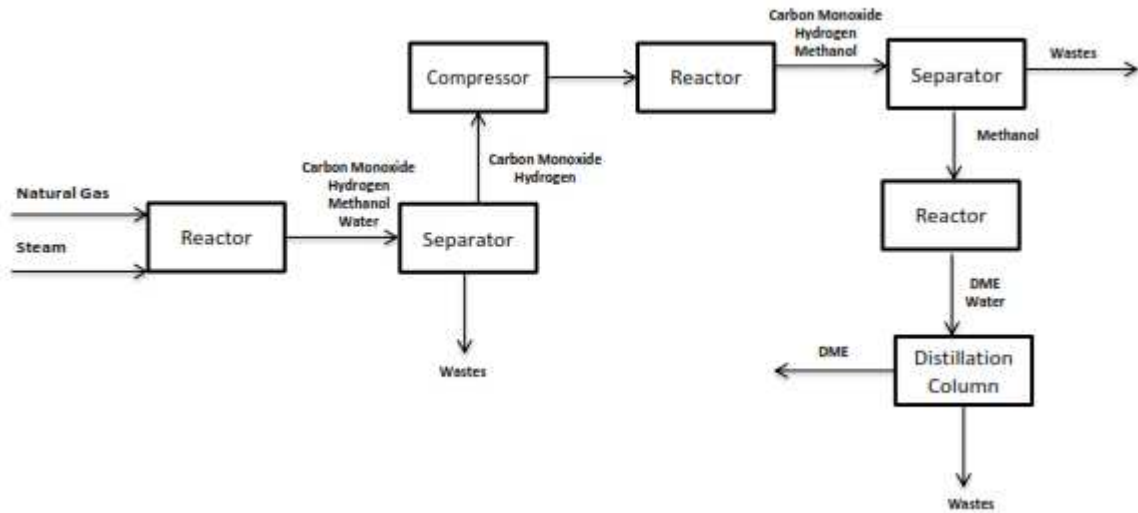 Natural Gas
Steam
Reactor
Carbon Monoxide
Hydrogen
Methanol
Water
Separator
Wastes
Carbon Monoxide
Hydrogen
Compressor
Reactor
Carbon Monoxide
Hydrogen
Methanol
Separator
Wastes
Methanol
Reactor
DME
Water
Distillation
Column
DME
Wastes